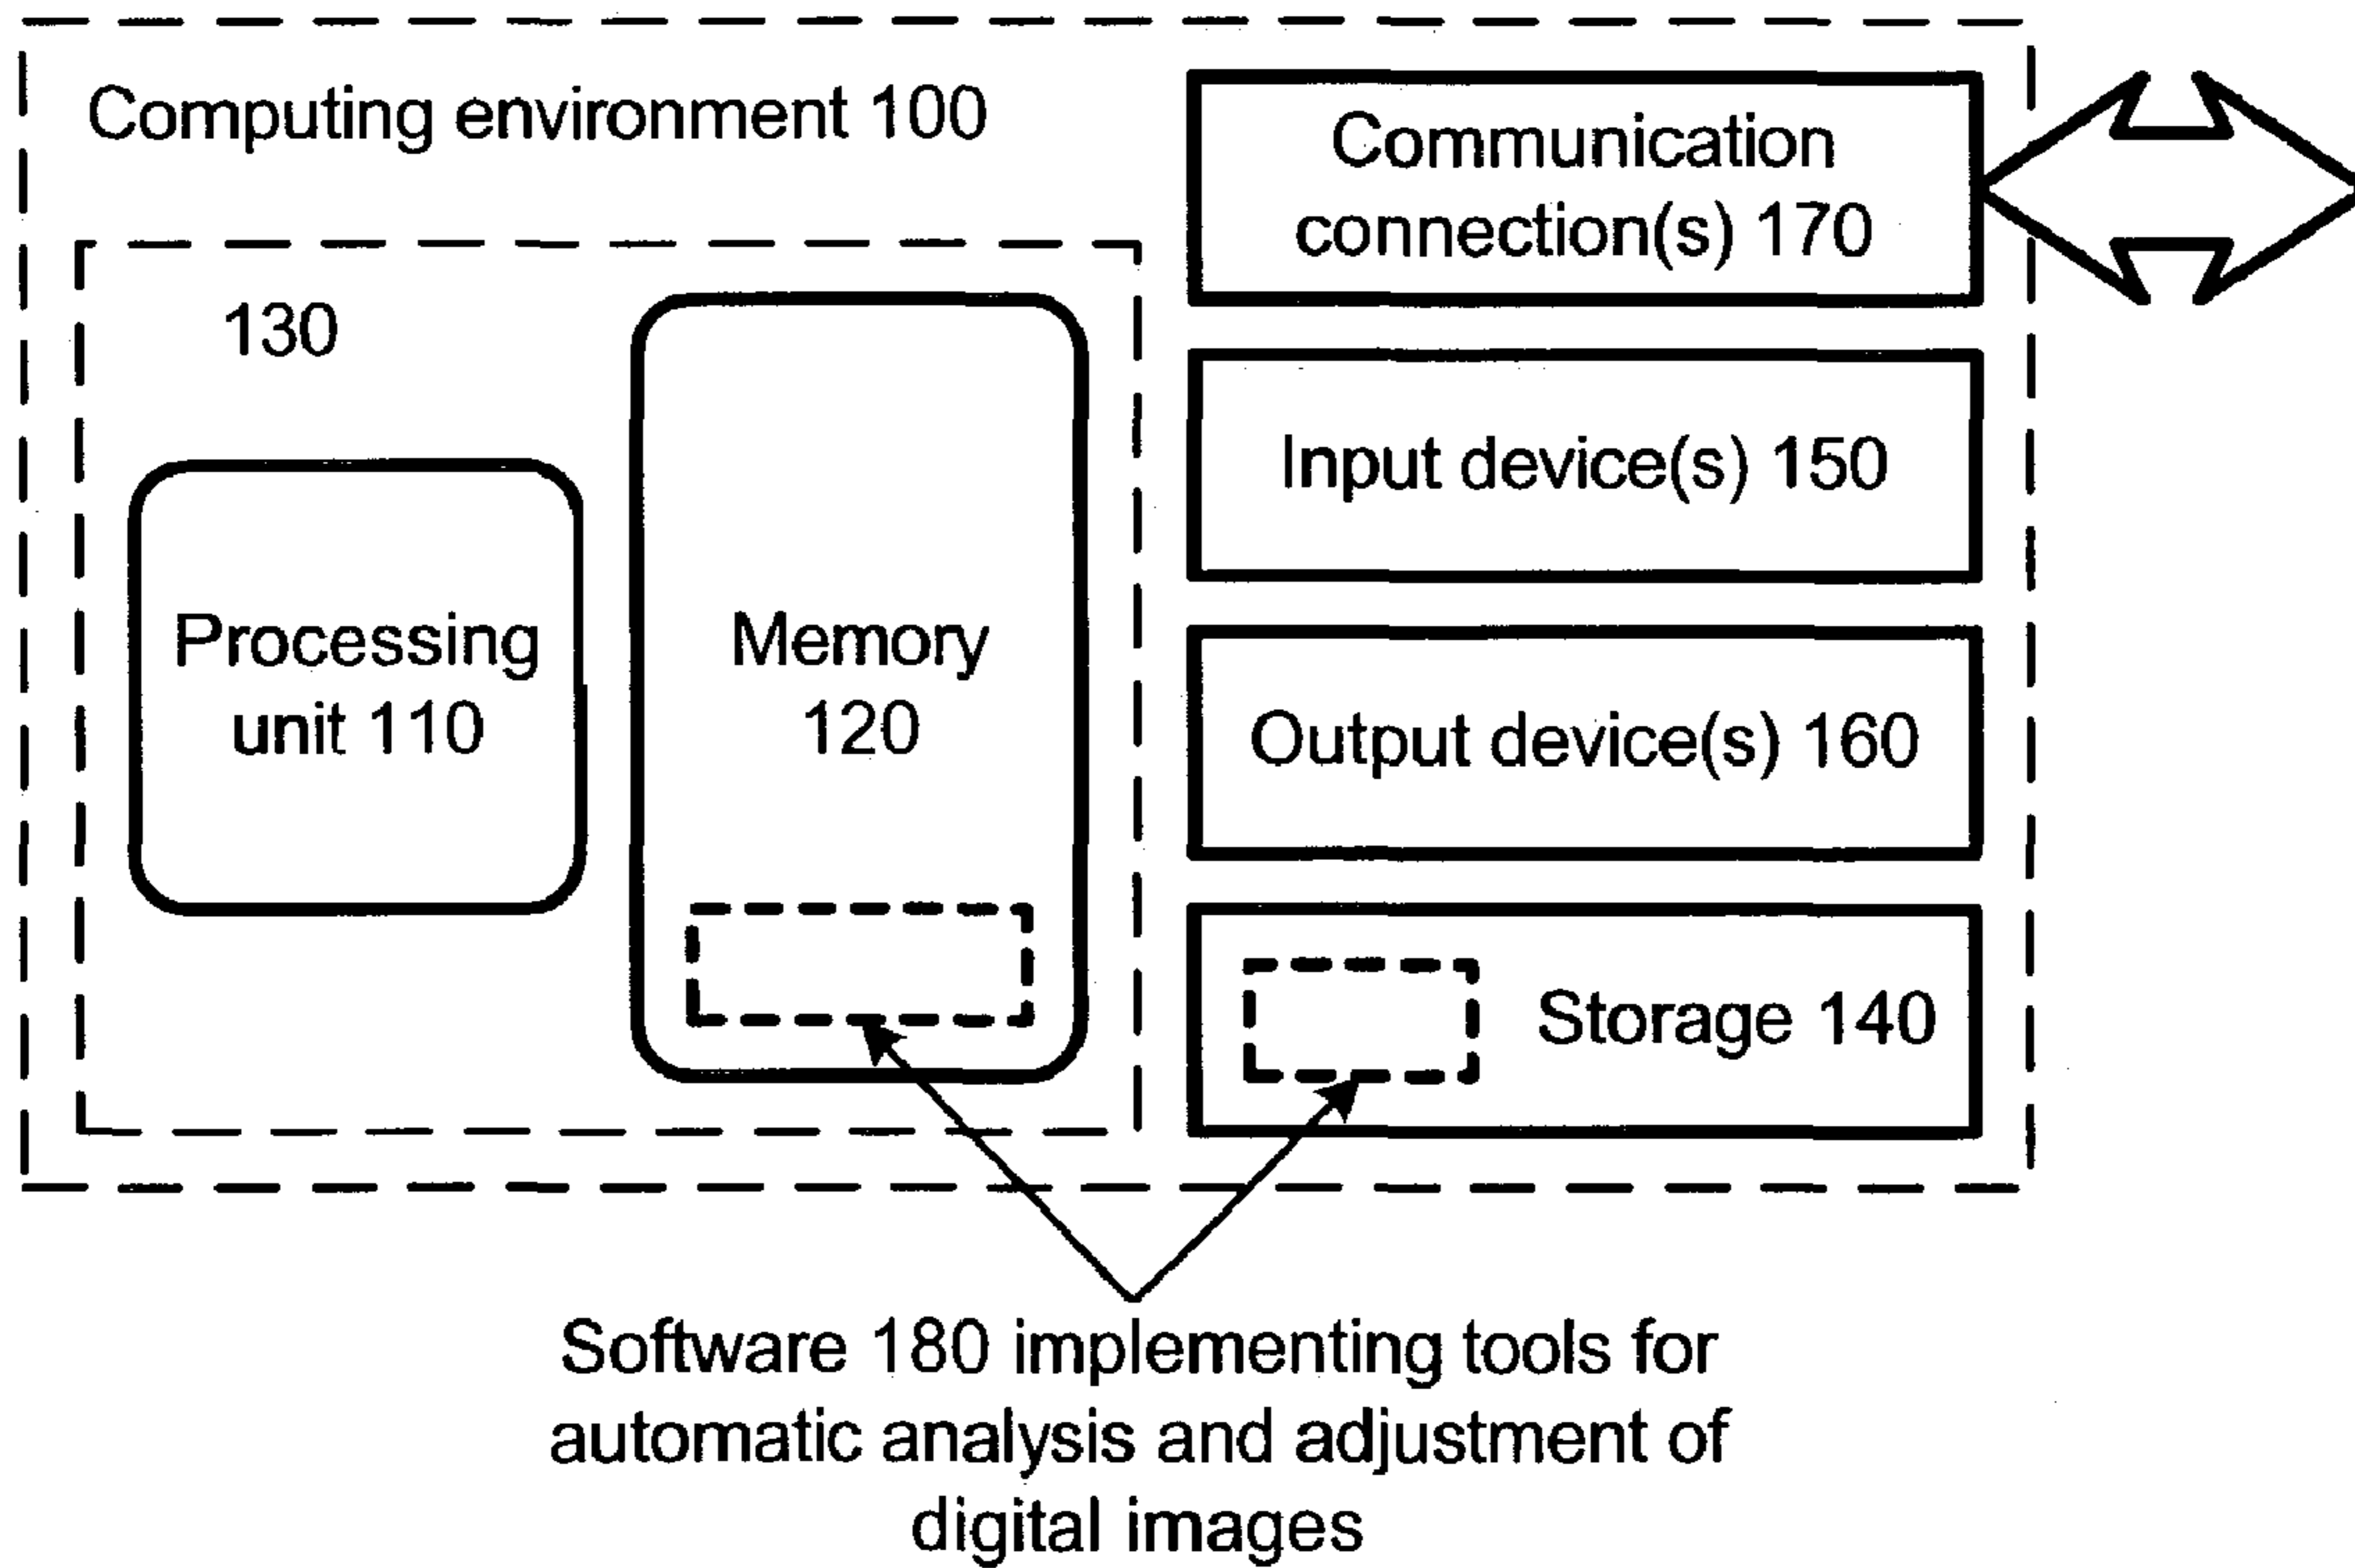 Computing environment 100
130
Processing
unit 110
Memory
120
Communication
connection(s) 170
Input device(s) 150
Output device(s) 160
Storage 140
Software 180 implementing tools for
automatic analysis and adjustment of
digital images